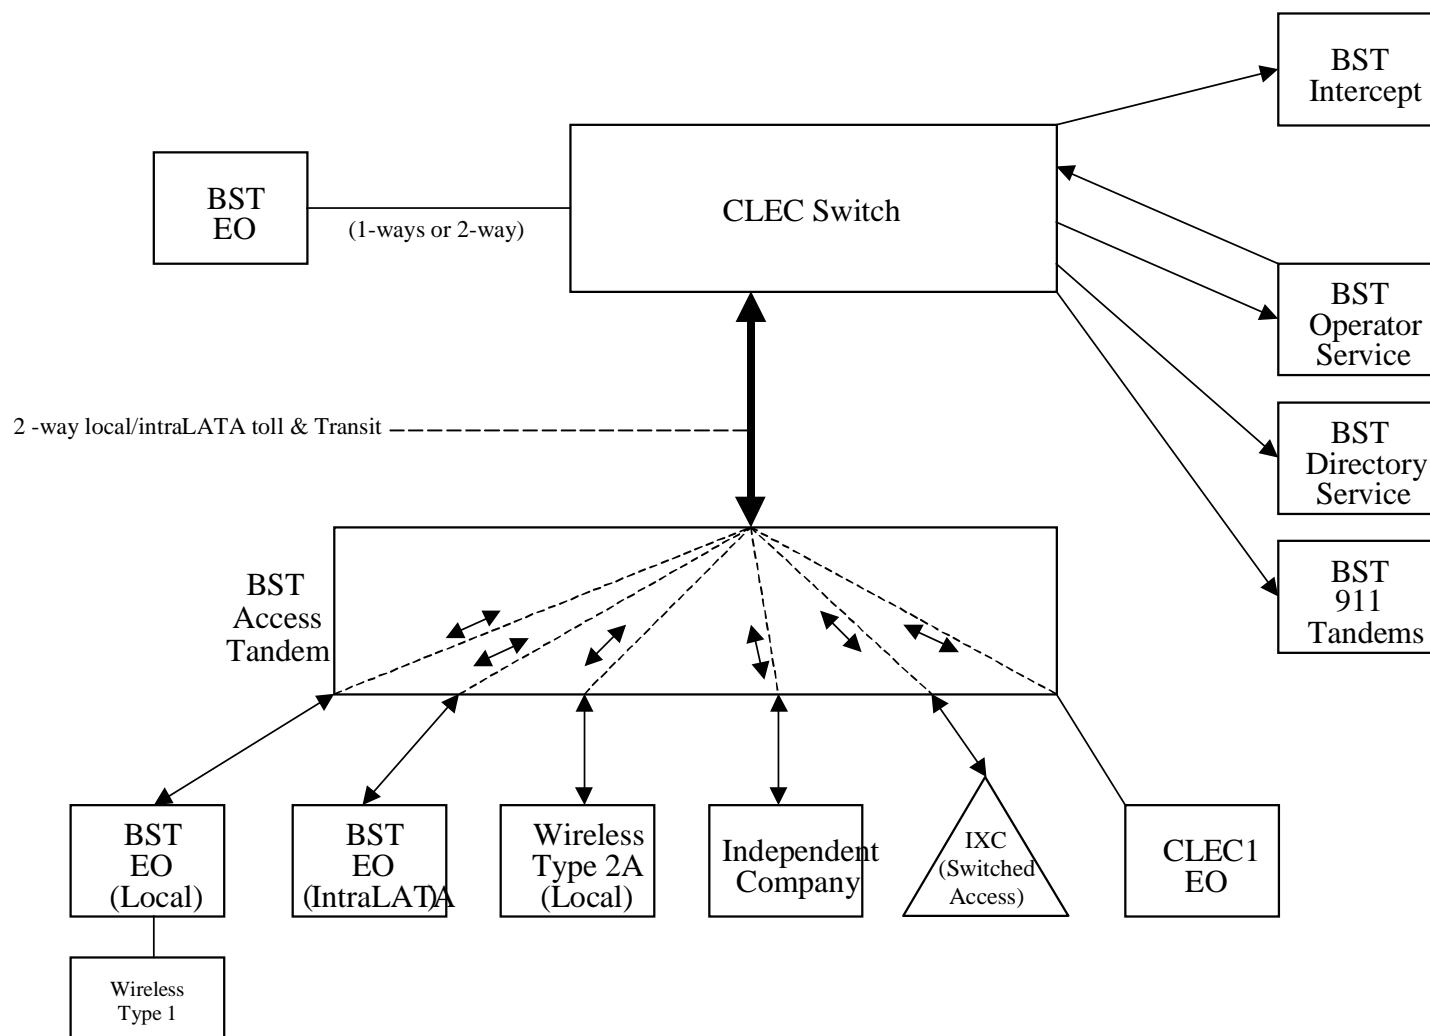 BST
Intercept
BST
EO
(1-ways or 2-way)
CLEC Switch
BST
Operator
Service
2 -way local/intraLATA toll & Transit
BST
Directory
Service
BST
911
Tandems
BST
Access
Tandem
BST
EO
(Local)
BST
EO
(IntraLAT)A
Wireless
Type 2A
(Local)
Independent
Company
IXC
(Switched
Access)
CLEC1
EO
Wireless
Type 1